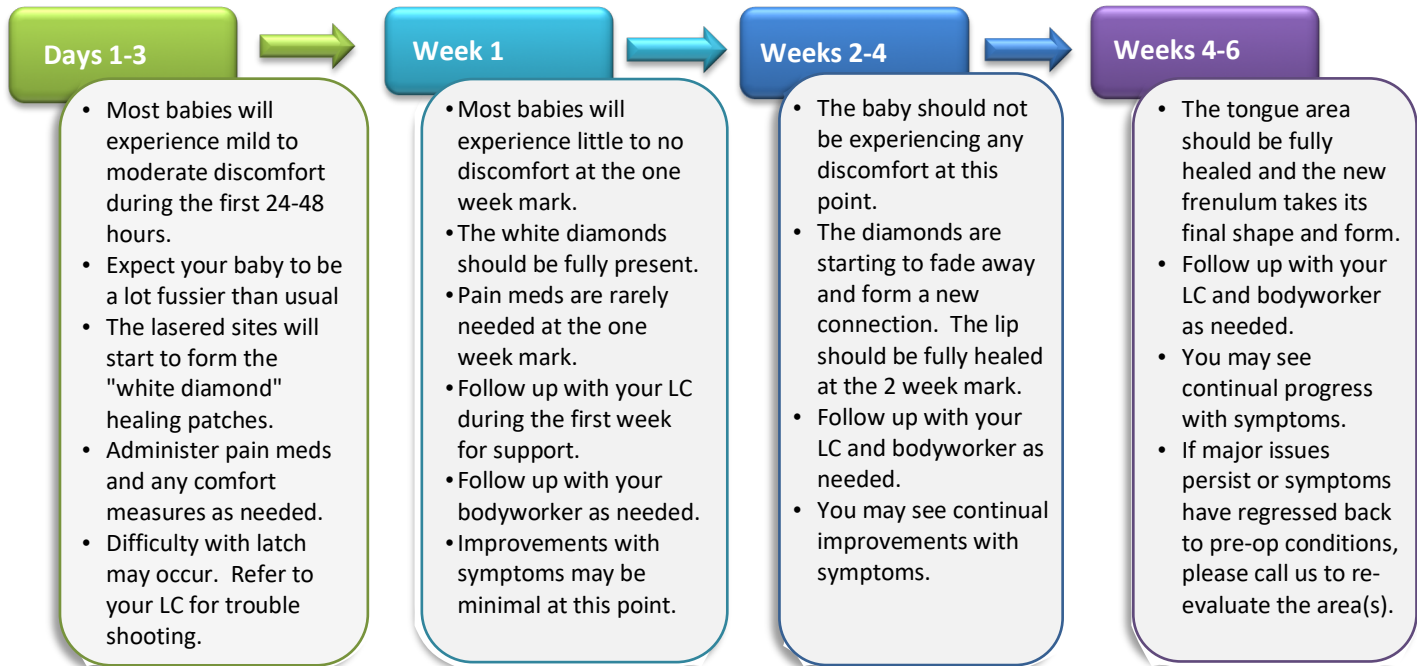 Days 1-3
• Most babies will
experience mild to
moderate discomfort
during the first 24-48
hours.
• Expect your baby to be
a lot fussier than usual
• The lasered sites will
start to form the
"white diamond"
healing patches.
• Administer pain meds
and any comfort
measures as needed.
• Difficulty with latch
may occur.  Refer to
your LC for trouble
shooting.
Week 1
• Most babies will
experience little to no
discomfort at the one
week mark.
• The white diamonds
should be fully present.
• Pain meds are rarely
needed at the one
week mark.
• Follow up with your LC
during the first week
for support.
• Follow up with your
bodyworker as needed.
• Improvements with
symptoms may be
minimal at this point.
Weeks 2-4
• The baby should not
be experiencing any
discomfort at this
point.
• The diamonds are
starting to fade away
and form a new
connection.  The lip
should be fully healed
at the 2 week mark.
• Follow up with your
LC and bodyworker as
needed.
• You may see continual
improvements with
symptoms.
Weeks 4-6
• The tongue area
should be fully
healed and the new
frenulum takes its
final shape and form.
• Follow up with your
LC and bodyworker
as needed.
• You may see
continual progress
with symptoms.
• If major issues
persist or symptoms
have regressed back
to pre-op conditions,
please call us to re-
evaluate the area(s).